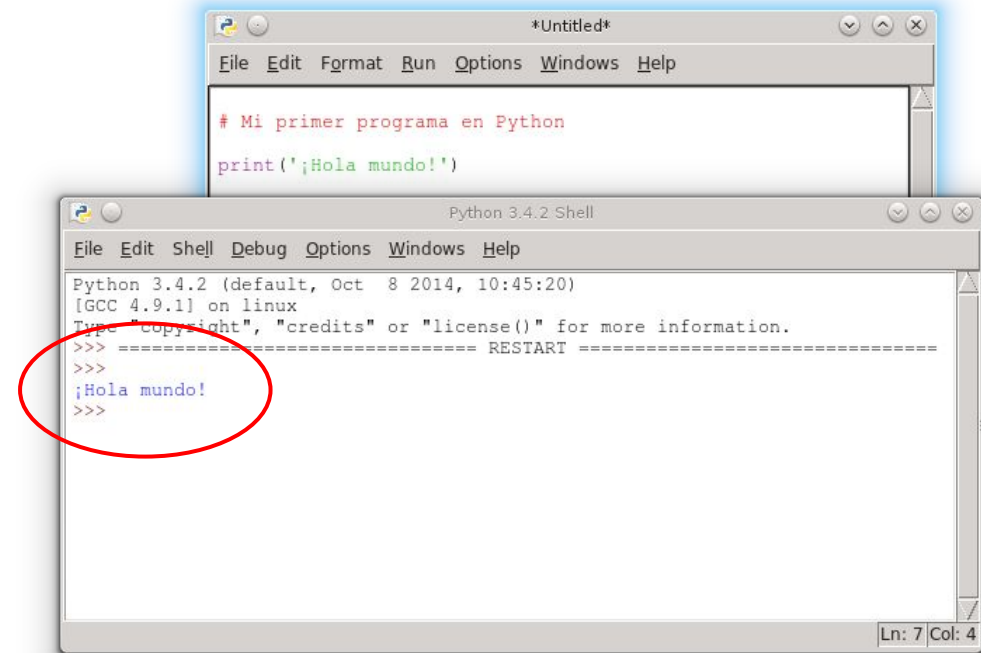 *Untitled*
File Edit Format Run Options Windows Help
# Mi primer programa en Python
print('¡Hola mundo!')
Python 3.4.2 Shell
File Edit Shell Debug Options Windows Help
Python 3.4.2 (default, Oct  8 2014, 10:45:20)
[GCC 4.9.1] on linux
Type "copyright", "credits" or "license()" for more information.
>>> ================================ RESTART ================================
>>>
¡Hola mundo!
>>>
Ln: 7 Col: 4